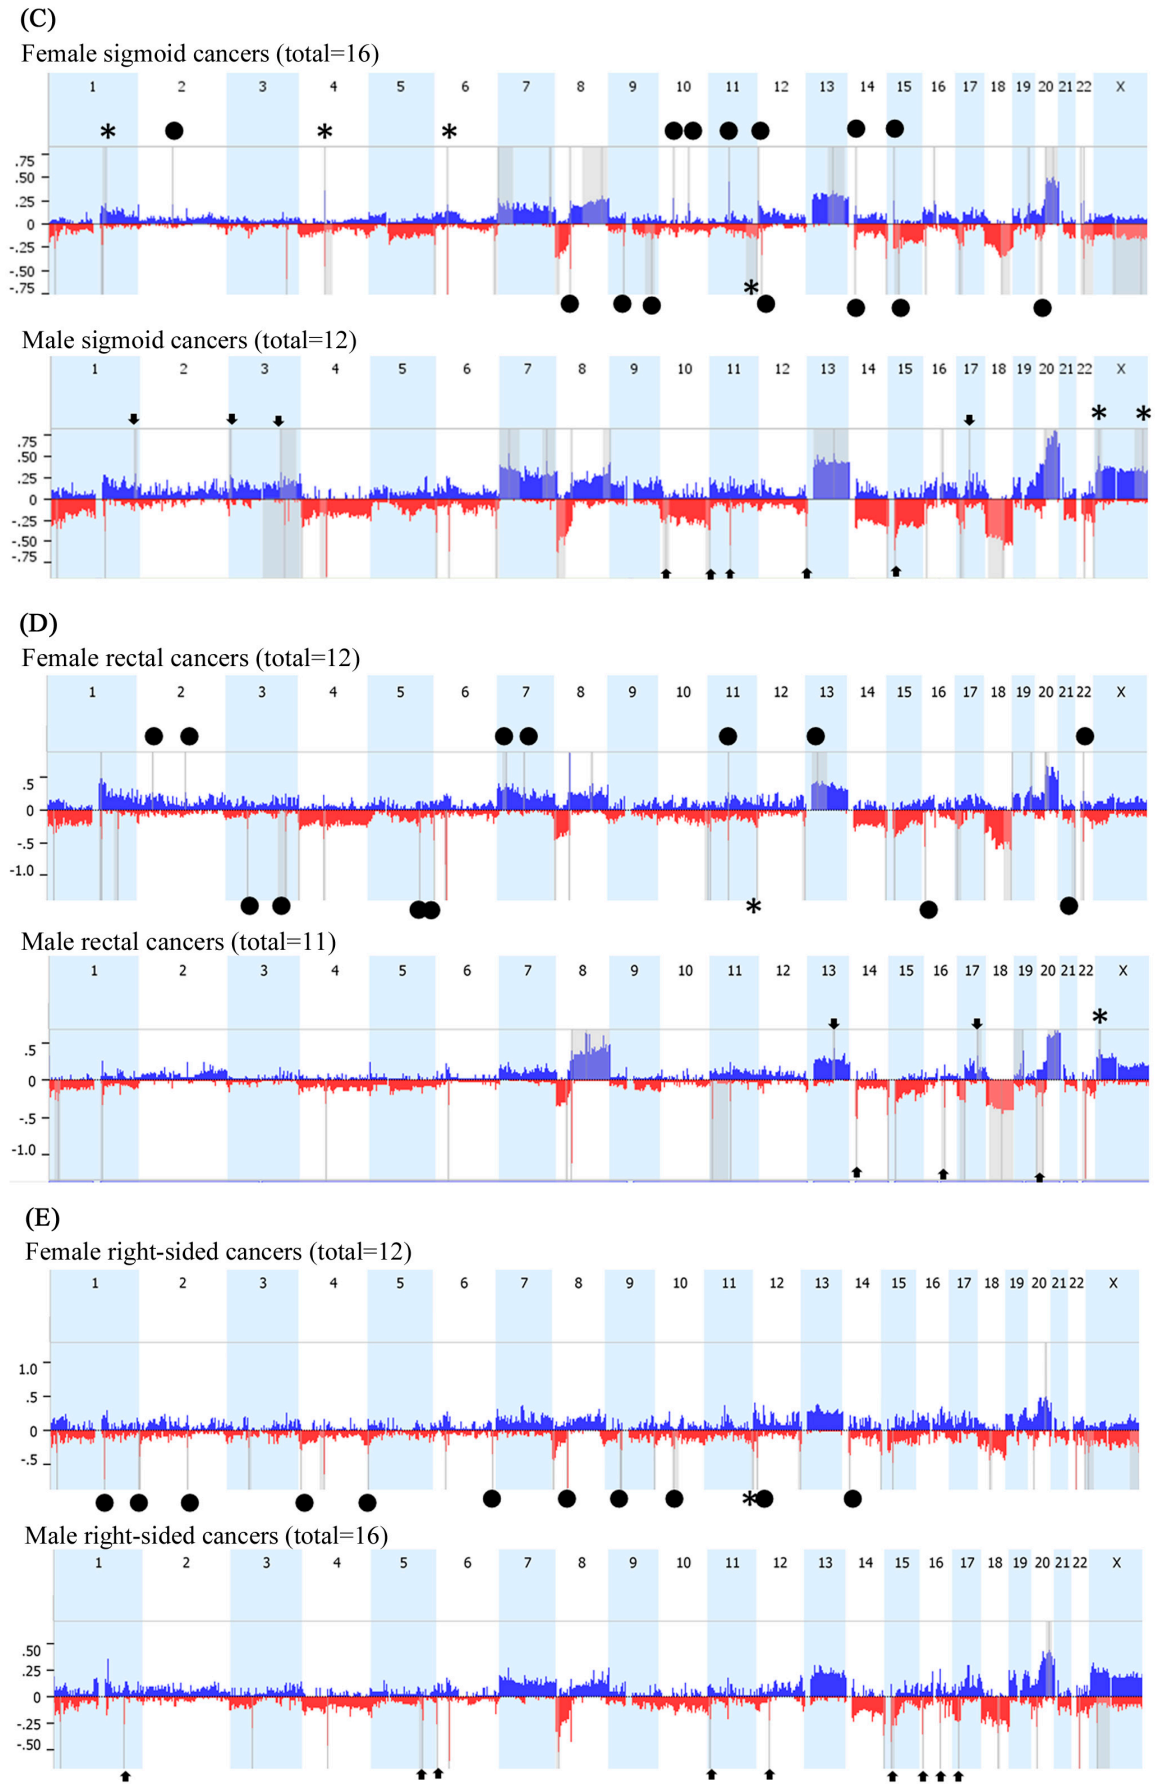 (C)
Female sigmoid cancers (total=16)
1 2 3 4 5 6 7 8 9 10 11 12 13 14 15 16 17 18 19 20 21 22 X
* * *
.75
.50
.25
0
-.25
-.50
-.75
*
Male sigmoid cancers (total=12)
1 2 3 4 5 6 7 8 9 10 11 12 13 14 15 16 17 18 19 20 21 22 X
* *
.75
.50
.25
0
-.25
-.50
-.75
(D)
Female rectal cancers (total=12)
1 2 3 4 5 6 7 8 9 10 11 12 13 14 15 16 17 18 19 20 21 22 X
.5
0
-.5
-1.0
*
Male rectal cancers (total=11)
1 2 3 4 5 6 7 8 9 10 11 12 13 14 15 16 17 18 19 20 21 22 X
*
.5
0
-.5
-1.0
(E)
Female right-sided cancers (total=12)
1 2 3 4 5 6 7 8 9 10 11 12 13 14 15 16 17 18 19 20 21 22 X
1.0
.5
0
-.5
*
Male right-sided cancers (total=16)
1 2 3 4 5 6 7 8 9 10 11 12 13 14 15 16 17 18 19 20 21 22 X
.50
.25
0
-.25
-.50